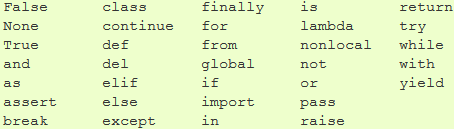 False class finally is return
None continue for lambda try
True def from nonlocal while
and del global not with
as elif if or yield
assert else import pass
break except in raise